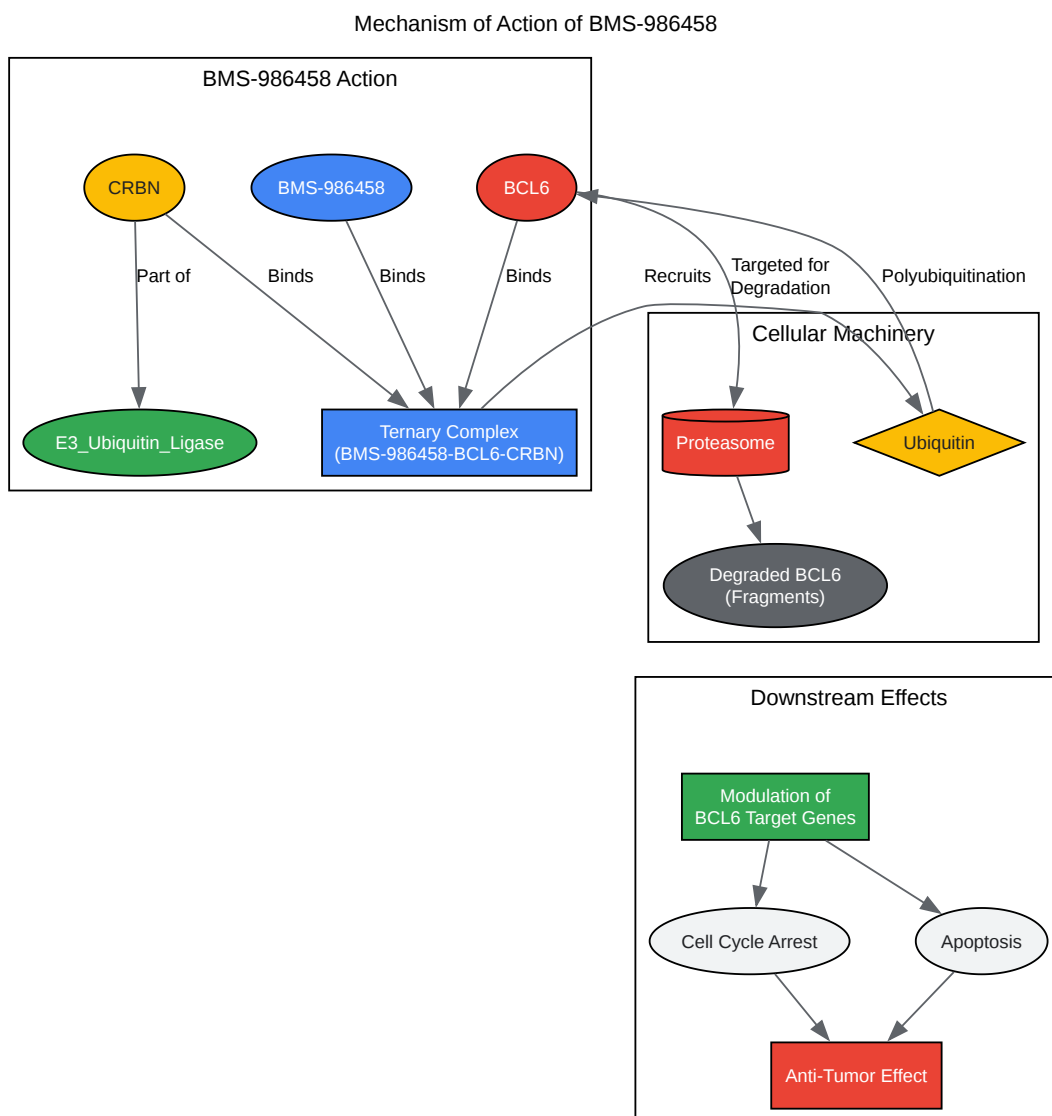 Mechanism of Action of BMS-986458
BMS-986458 Action
CRBN
BMS-986458
BCL6
Part of
Binds
Binds
Binds
Recruits
Targeted for
Degradation
Polyubiquitination
E3_Ubiquitin_Ligase
Ternary Complex
(BMS-986458-BCL6-CRBN)
Cellular Machinery
Proteasome
Ubiquitin
Degraded BCL6
(Fragments)
Downstream Effects
Modulation of
BCL6 Target Genes
Cell Cycle Arrest
Apoptosis
Anti-Tumor Effect